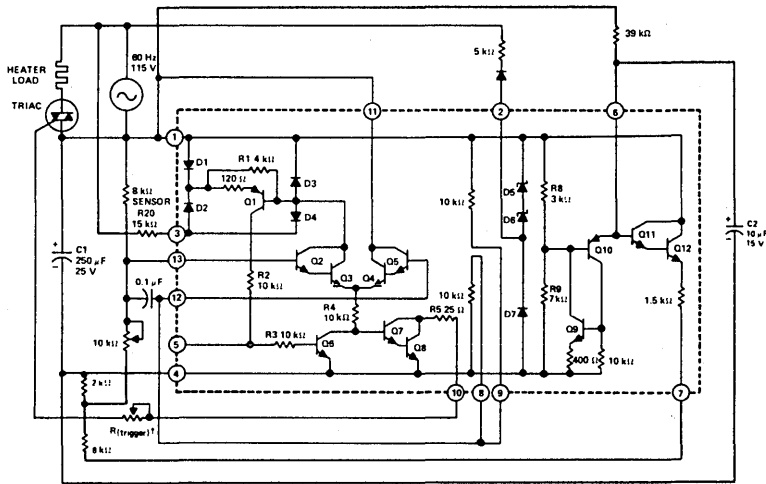 39 kΩ
5 kΩ
60 Hz
115 V
HEATER
LOAD
TRIAC
11
2
6
1
D1
R1 4 kΩ
120 Ω
Q1
D3
D2
D4
8 kΩ
SENSOR
R20
15 kΩ
3
10 kΩ
D5
D6
R8
3 kΩ
Q10
Q11
Q12
C2
10 μF
15 V
C1
250 μF
25 V
13
Q2
Q3
Q4
Q5
0.1 μF
12
R2
10 kΩ
R4
10 kΩ
10 kΩ
D7
R9
7 kΩ
Q9
1.5 kΩ
10 kΩ
5
R3 10 kΩ
Q6
Q7
Q8
R5 25 Ω
400 Ω
10 kΩ
4
2 kΩ
10
8
9
7
R(trigger)†
8 kΩ